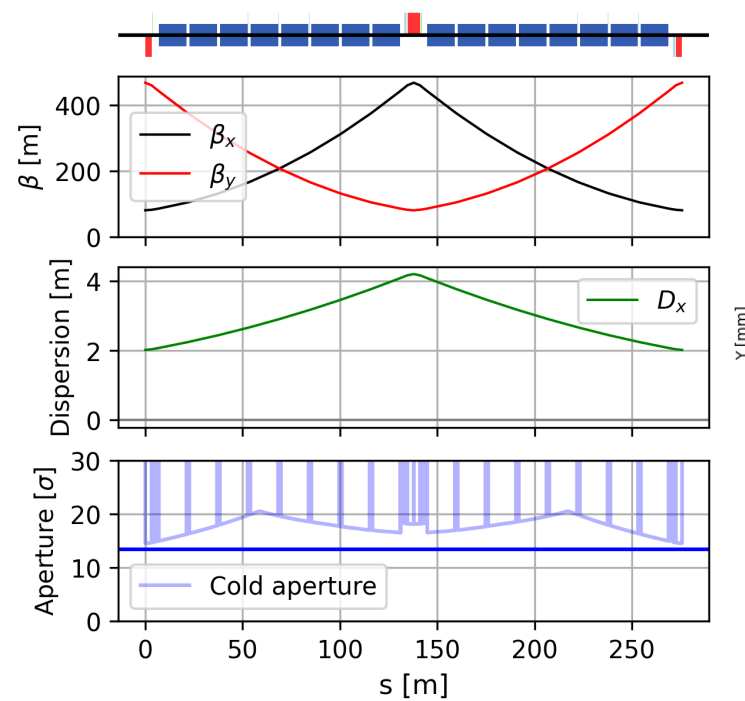 400
200
0
β [m]
βx
βy
4
2
0
Dispersion [m]
Dx
Y [mm]
30
20
10
0
Aperture [σ]
Cold aperture
0 50 100 150 200 250
s [m]